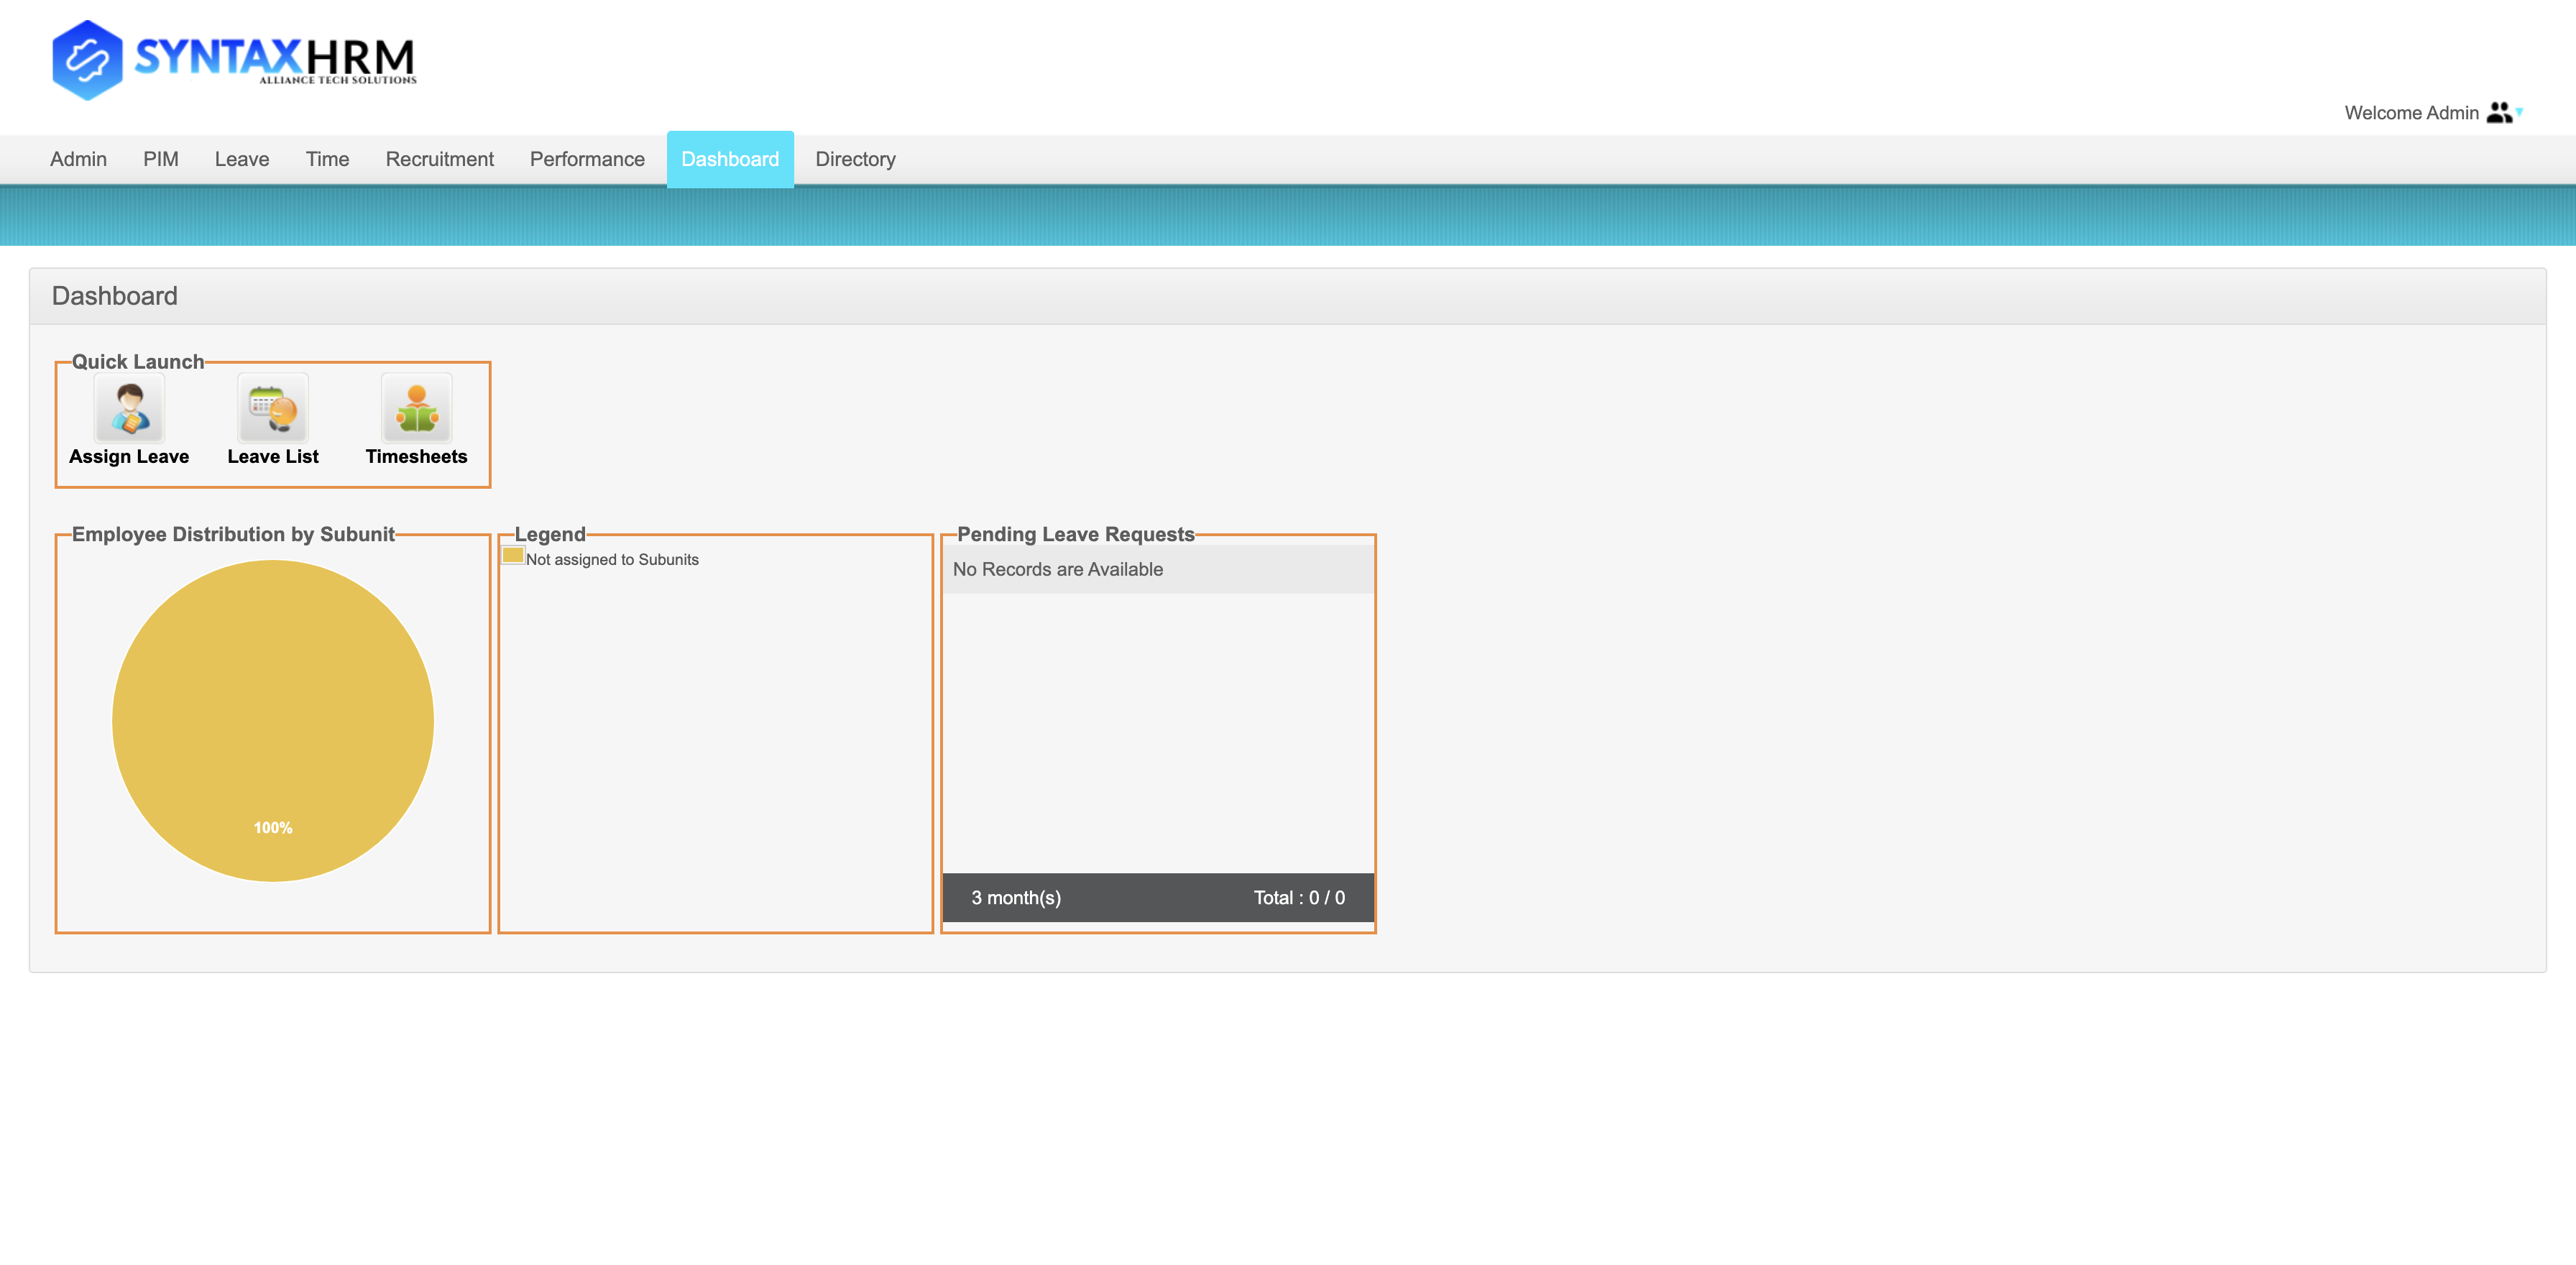 SYNTAXHRM
ALLIANCE TECH SOLUTIONS
Welcome Admin
Admin PIM Leave Time Recruitment Performance Dashboard Directory
Dashboard
Quick Launch
Assign Leave Leave List Timesheets
Employee Distribution by Subunit
100%
Legend
Not assigned to Subunits
Pending Leave Requests
No Records are Available
3 month(s) Total : 0 / 0